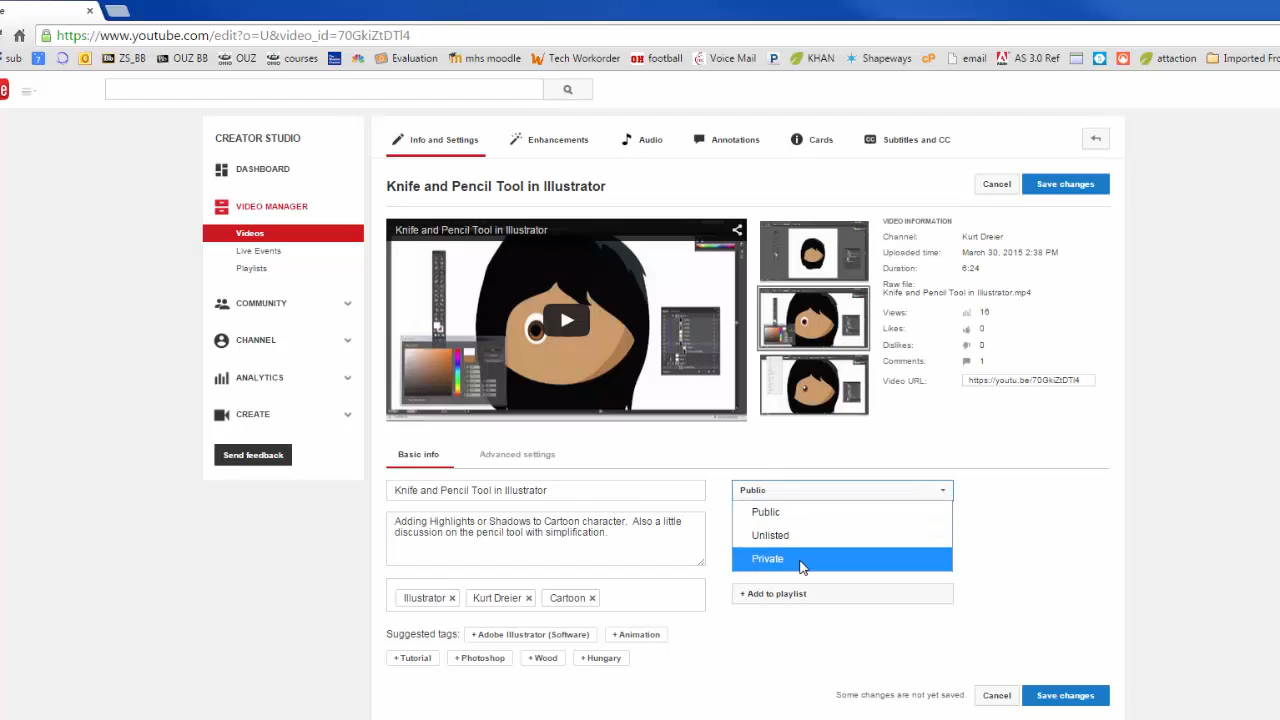 e
https://www.youtube.com/edit?o=U&video_id=70GkiZtDTl4
sub 7 ZS_BB OUZ BB OUZ courses Evaluation mhs moodle Tech Workorder football Voice Mail KHAN Shapeways email AS 3.0 Ref attaction Imported Fro
CREATOR STUDIO
DASHBOARD
VIDEO MANAGER
Videos
Live Events
Playlists
COMMUNITY
CHANNEL
ANALYTICS
CREATE
Send feedback
Info and Settings Enhancements Audio Annotations Cards Subtitles and CC
Knife and Pencil Tool in Illustrator
Cancel Save changes
Knife and Pencil Tool in Illustrator
VIDEO INFORMATION
Channel: Kurt Dreier
Uploaded time: March 30, 2015 2:38 PM
Duration: 6:24
Raw file:
Knife and Pencil Tool in Illustrator.mp4
Views: 16
Likes: 0
Dislikes: 0
Comments: 1
Video URL: https://youtu.be/70GkiZtDTl4
Basic info Advanced settings
Knife and Pencil Tool in Illustrator
Adding Highlights or Shadows to Cartoon character. Also a little
discussion on the pencil tool with simplification.
Illustrator × Kurt Dreier × Cartoon ×
Suggested tags: + Adobe Illustrator (Software) + Animation
+ Tutorial + Photoshop + Wood + Hungary
Public
Public
Unlisted
Private
+ Add to playlist
Some changes are not yet saved. Cancel Save changes